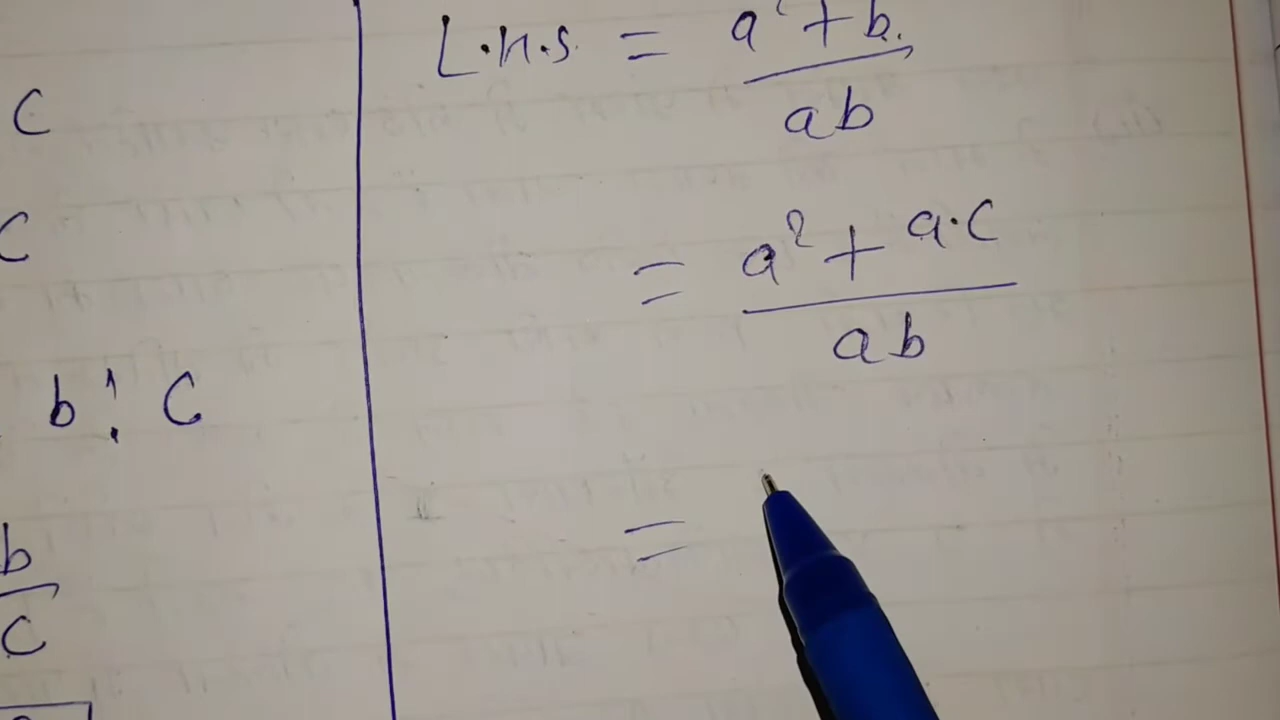 C
C
b : C
b
C
L.H.S = a² + b
ab
= a² + a.c
ab
=